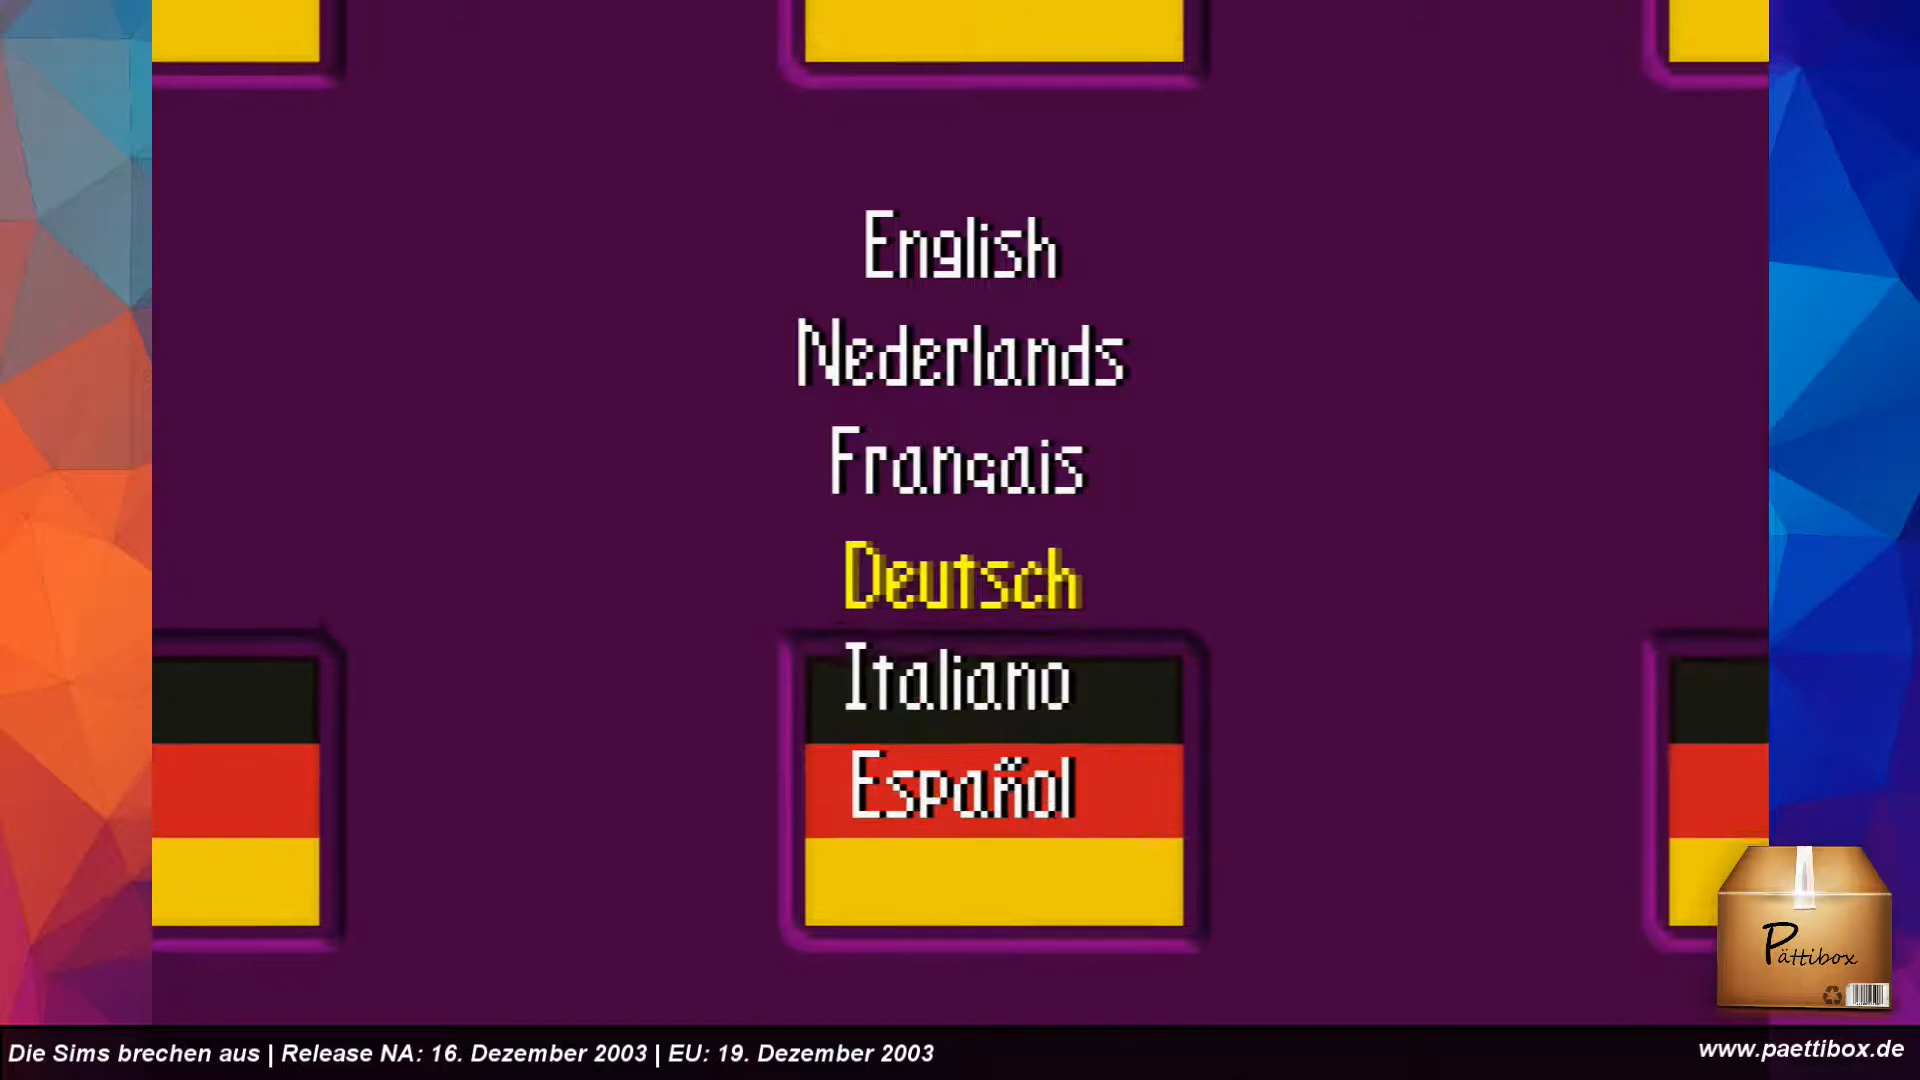 English
Nederlands
Français
Deutsch
Italiano
Español
Pättibox
Die Sims brechen aus | Release NA: 16. Dezember 2003 | EU: 19. Dezember 2003
www.paettibox.de